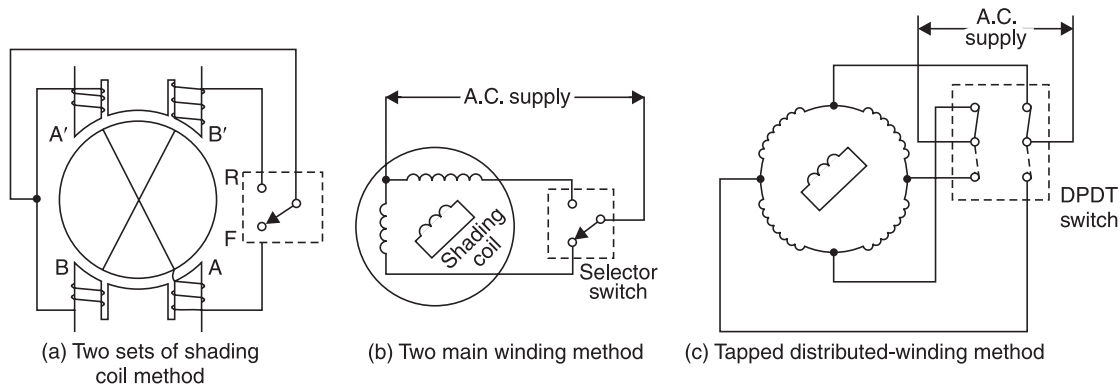 A′
B′
R
F
B
A
(a) Two sets of shading
coil method
A.C. supply
Shading
coil
Selector
switch
(b) Two main winding method
A.C.
supply
DPDT
switch
(c) Tapped distributed-winding method